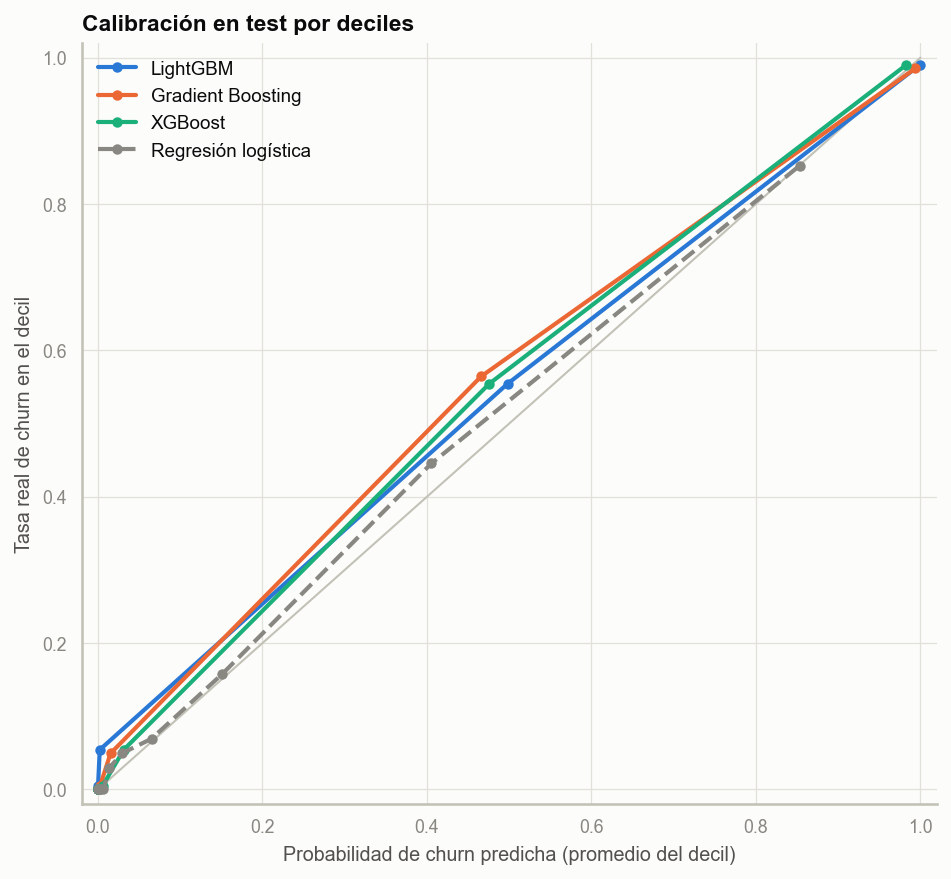 Calibración en test por deciles
LightGBM
Gradient Boosting
XGBoost
Regresión logística
Tasa real de churn en el decil
1.0
0.8
0.6
0.4
0.2
0.0
0.0 0.2 0.4 0.6 0.8 1.0
Probabilidad de churn predicha (promedio del decil)